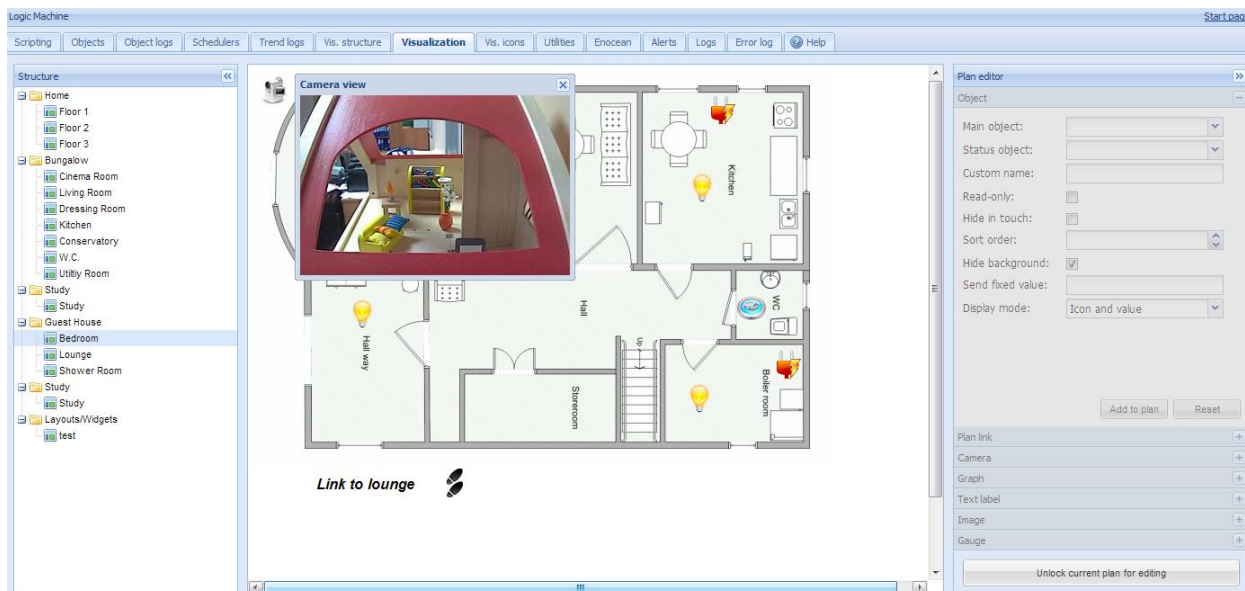 Logic Machine
Start pag
Scripting
Objects
Object logs
Schedulers
Trend logs
Vis. structure
Visualization
Vis. icons
Utilities
Enocean
Alerts
Logs
Error log
Help
Structure
Home
Floor 1
Floor 2
Floor 3
Bungalow
Cinema Room
Living Room
Dressing Room
Kitchen
Conservatory
W.C.
Utiltiy Room
Study
Study
Guest House
Bedroom
Lounge
Shower Room
Study
Study
Layouts/Widgets
test
Camera view
Kitchen
Hall
WC
Hall way
Up
Storeroom
Boiler room
Link to lounge
Plan editor
Object
Main object:
Status object:
Custom name:
Read-only:
Hide in touch:
Sort order:
Hide background:
Send fixed value:
Display mode: Icon and value
Add to plan
Reset
Plan link
Camera
Graph
Text label
Image
Gauge
Unlock current plan for editing